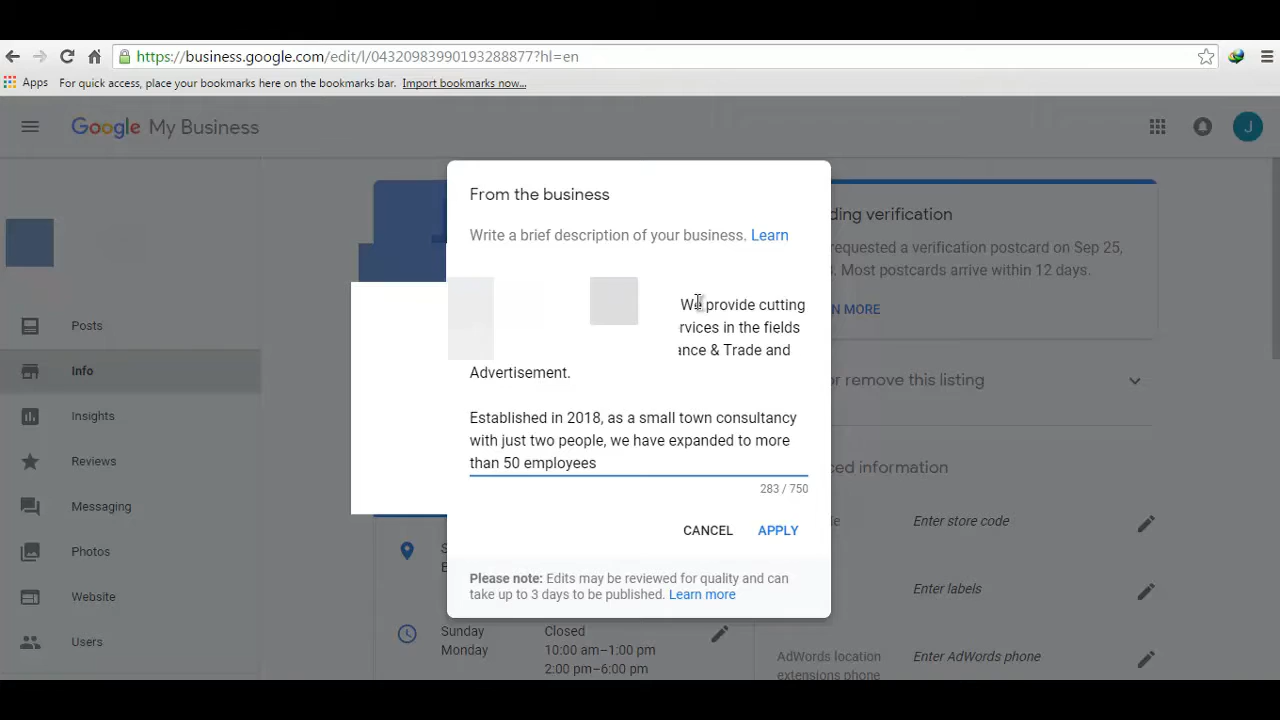 https://business.google.com/edit/l/04320983990193288877?hl=en
Apps For quick access, place your bookmarks here on the bookmarks bar. Import bookmarks now...
Google My Business
J
From the business
Write a brief description of your business. Learn
We provide cutting
rvices in the fields
ance & Trade and
Advertisement.
Established in 2018, as a small town consultancy
with just two people, we have expanded to more
than 50 employees
283 / 750
CANCEL APPLY
Please note: Edits may be reviewed for quality and can
take up to 3 days to be published. Learn more
Posts
Info
Insights
Reviews
Messaging
Photos
Website
Users
Sunday Closed
Monday 10:00 am–1:00 pm
2:00 pm–6:00 pm
ding verification
requested a verification postcard on Sep 25,
. Most postcards arrive within 12 days.
N MORE
or remove this listing
ced information
Enter store code
Enter labels
AdWords location
extensions phone
Enter AdWords phone